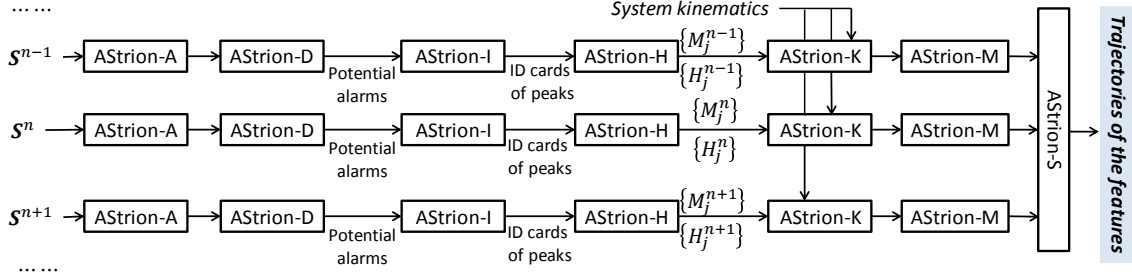 ... ...
System kinematics
S^{n-1} AStrion-A AStrion-D AStrion-I AStrion-H {M_j^{n-1}} AStrion-K AStrion-M
Potential alarms
ID cards of peaks
{H_j^{n-1}}
S^n AStrion-A AStrion-D AStrion-I AStrion-H {M_j^n} AStrion-K AStrion-M
Potential alarms
ID cards of peaks
{H_j^n}
S^{n+1} AStrion-A AStrion-D AStrion-I AStrion-H {M_j^{n+1}} AStrion-K AStrion-M
Potential alarms
ID cards of peaks
{H_j^{n+1}}
... ...
AStrion-S
Trajectories of the features